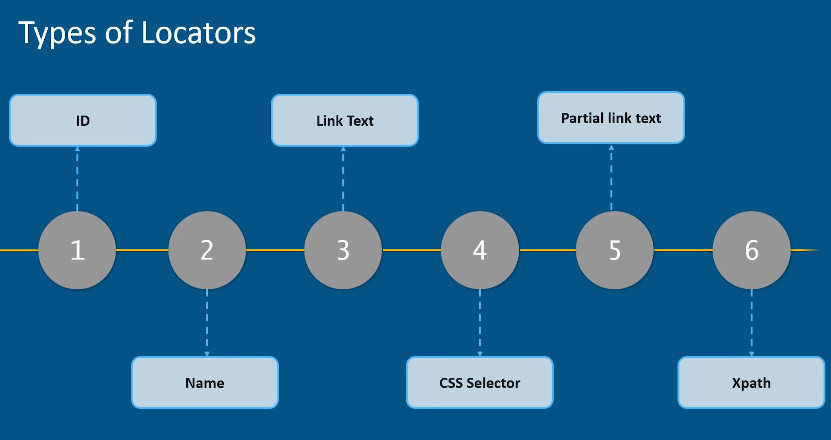 Types of Locators
ID
Link Text
Partial link text
1
2
3
4
5
6
Name
CSS Selector
Xpath